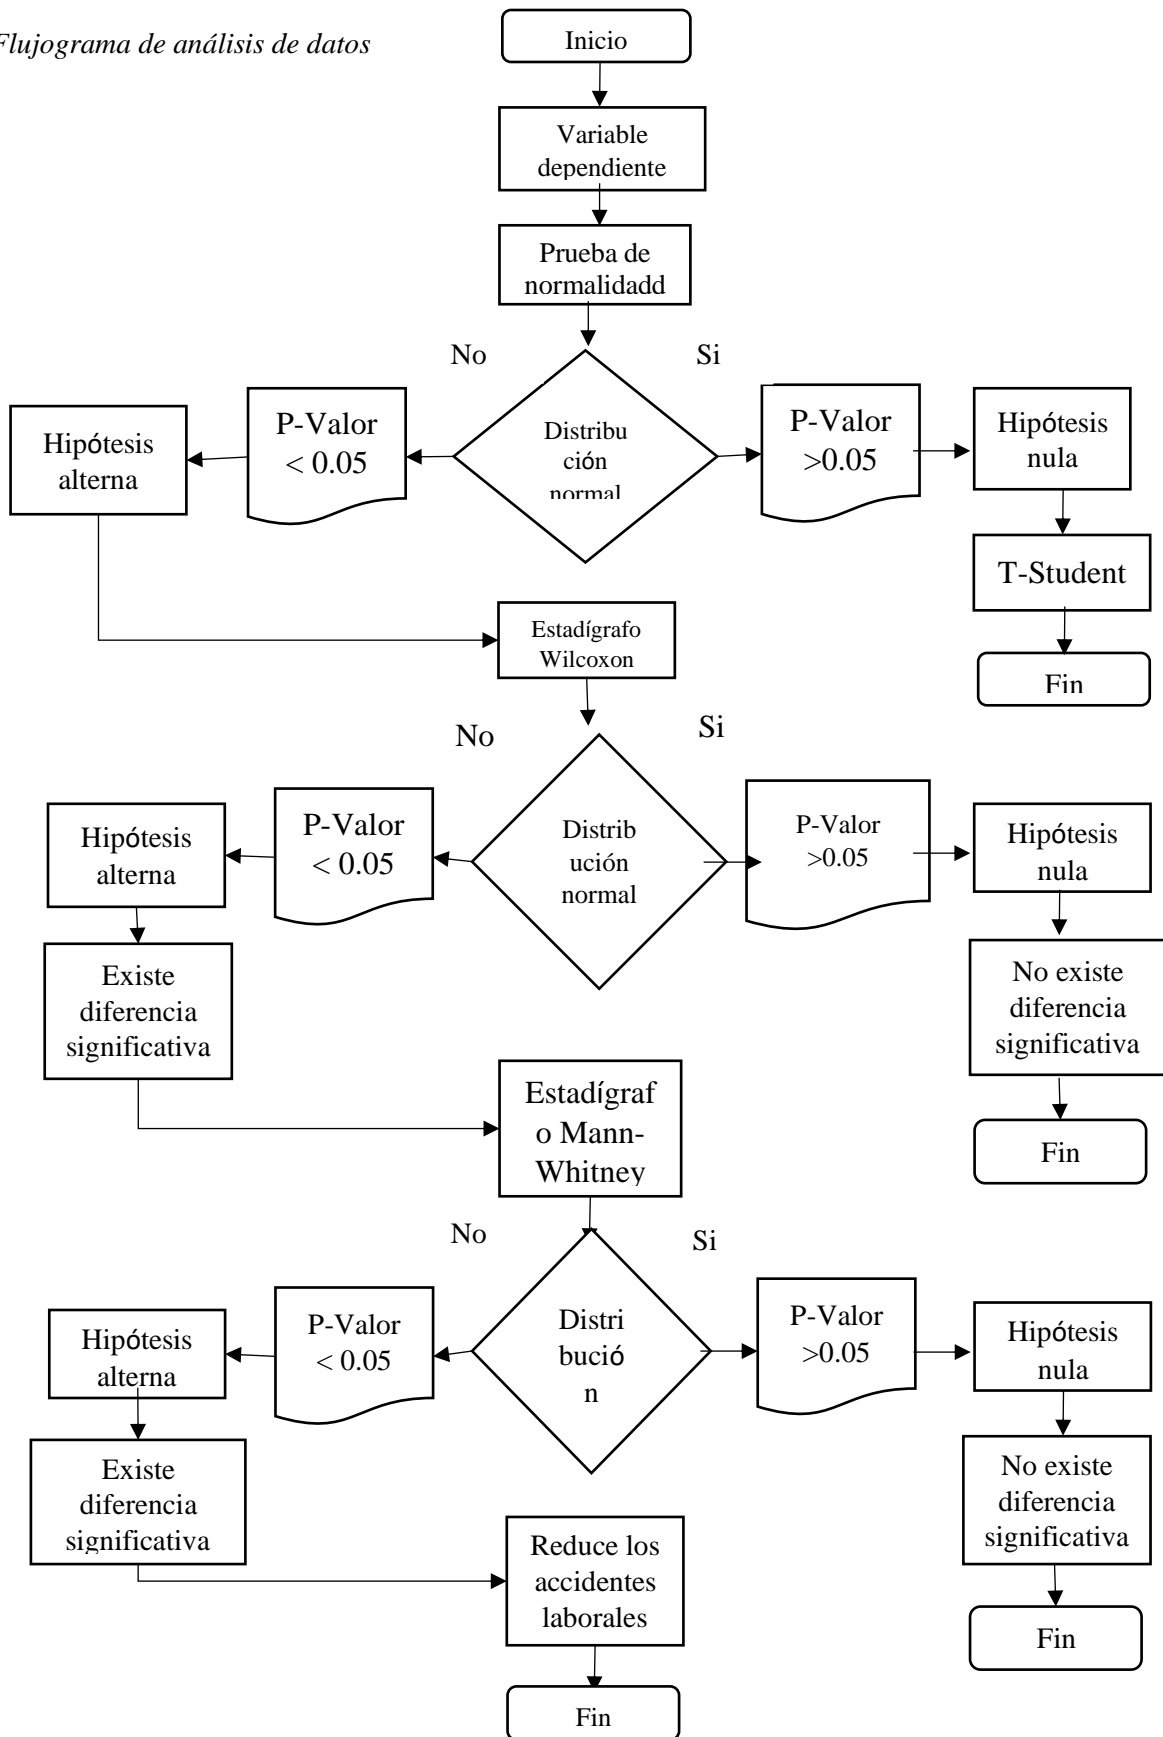 Flujograma de análisis de datos
Inicio
Variable
dependiente
Prueba de
normalidadd
No
Si
Hipótesis
alterna
P-Valor
< 0.05
Distribu
ción
normal
P-Valor
>0.05
Hipótesis
nula
T-Student
Fin
Estadígrafo
Wilcoxon
No
Si
Hipótesis
alterna
P-Valor
< 0.05
Distrib
ución
normal
P-Valor
>0.05
Hipótesis
nula
Existe
diferencia
significativa
No existe
diferencia
significativa
Fin
Estadígraf
o Mann-
Whitney
No
Si
Hipótesis
alterna
P-Valor
< 0.05
Distri
bució
n
P-Valor
>0.05
Hipótesis
nula
Existe
diferencia
significativa
No existe
diferencia
significativa
Fin
Reduce los
accidentes
laborales
Fin